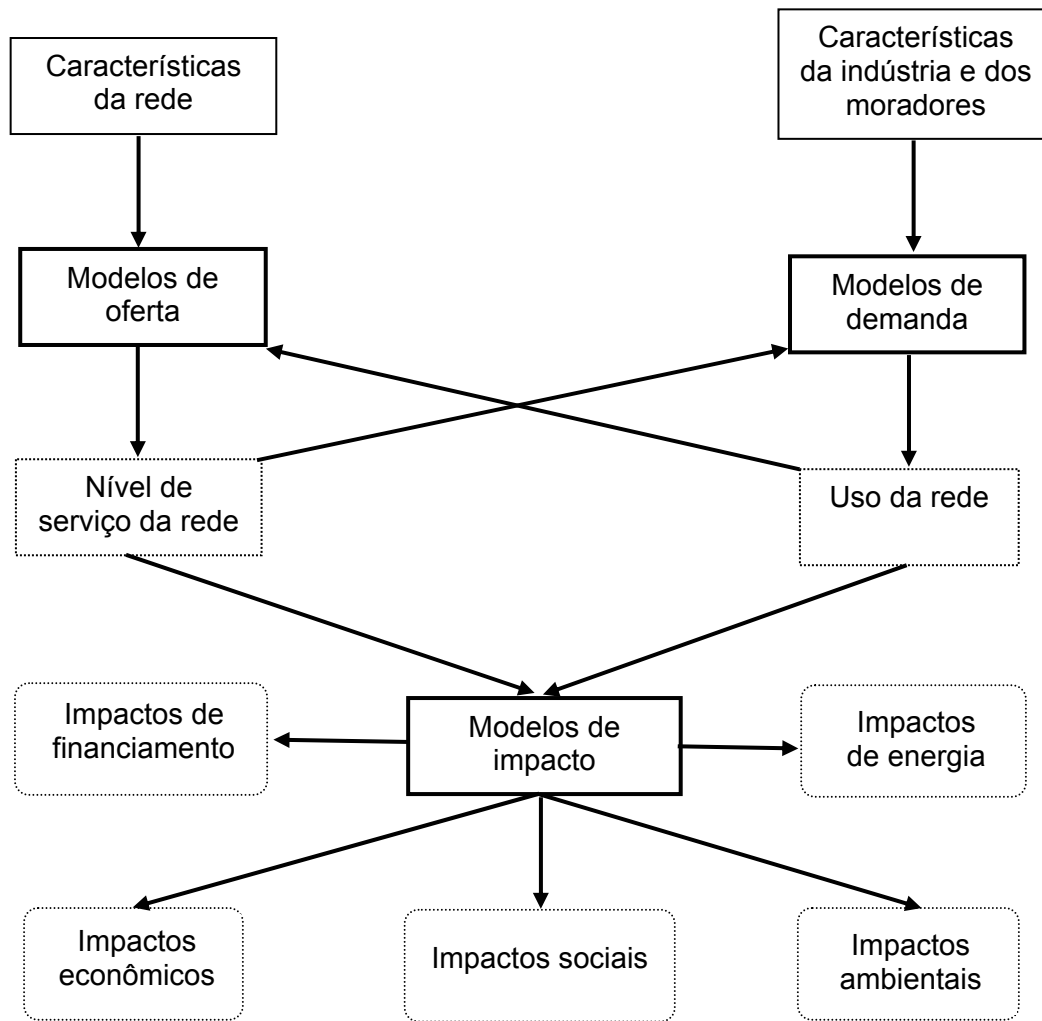 Características
da rede
Características
da indústria e dos
moradores
Modelos de
oferta
Modelos de
demanda
Nível de
serviço da rede
Uso da rede
Impactos de
financiamento
Modelos de
impacto
Impactos
de energia
Impactos
econômicos
Impactos sociais
Impactos
ambientais